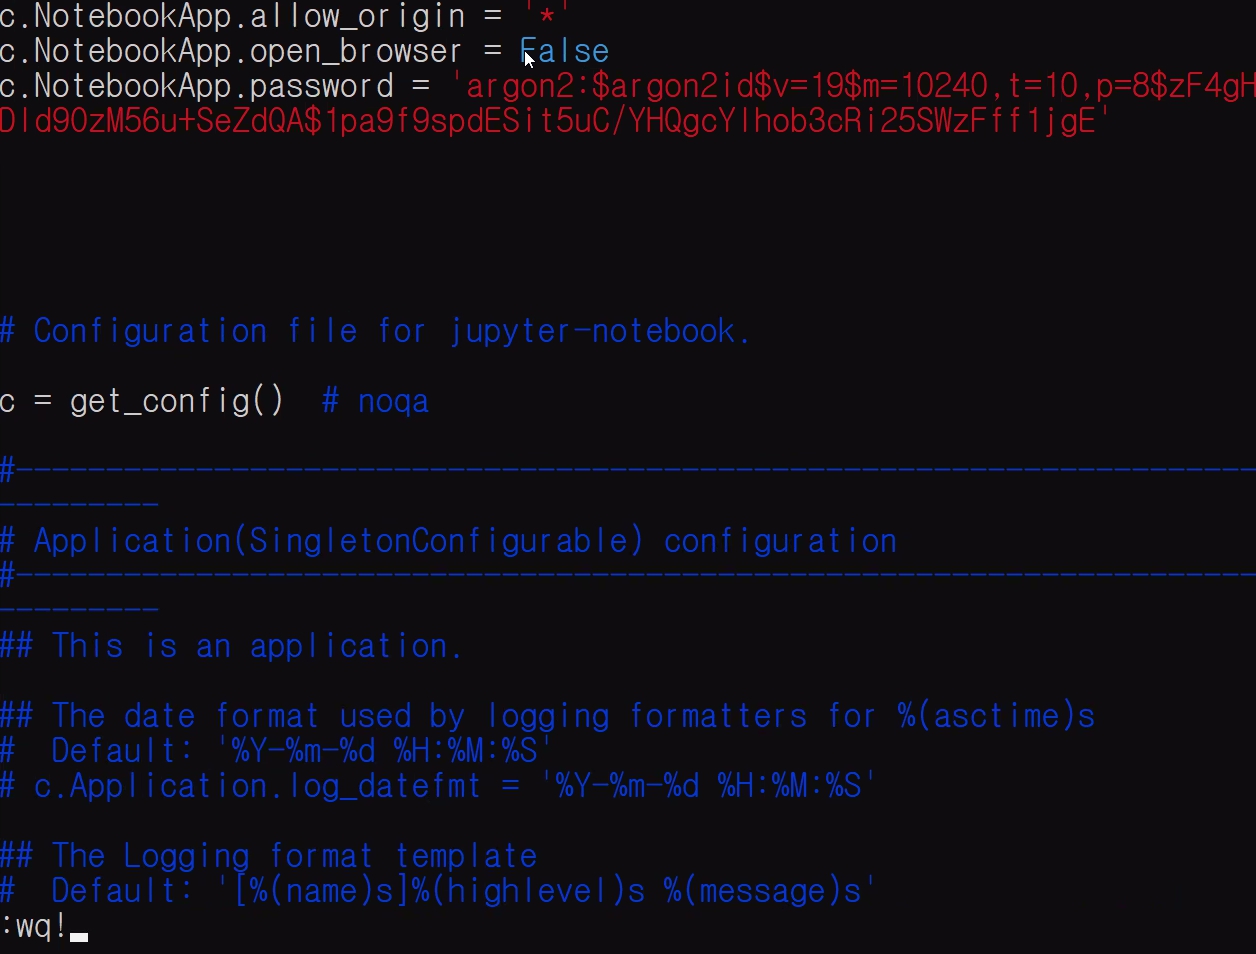 c.NotebookApp.allow_origin = '*'
c.NotebookApp.open_browser = False
c.NotebookApp.password = 'argon2:$argon2id$v=19$m=10240,t=10,p=8$zF4gH
Dld90zM56u+SeZdQA$1pa9f9spdESit5uC/YHQgcYlhob3cRi25SWzFff1jgE'
# Configuration file for jupyter-notebook.
c = get_config()  # noqa
#---------------------------------------------------------------------
---------
# Application(SingletonConfigurable) configuration
#---------------------------------------------------------------------
---------
## This is an application.
## The date format used by logging formatters for %(asctime)s
#  Default: '%Y-%m-%d %H:%M:%S'
# c.Application.log_datefmt = '%Y-%m-%d %H:%M:%S'
## The Logging format template
#  Default: '[%(name)s]%(highlevel)s %(message)s'
:wq!